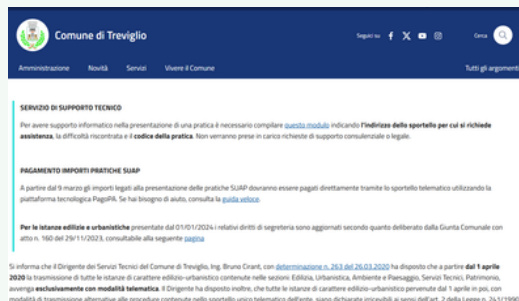 Comune di Treviglio
Seguici su
Cerca
Amministrazione Novità Servizi Vivere il Comune
Tutti gli argomenti
SERVIZIO DI SUPPORTO TECNICO
Per avere supporto informatico nella presentazione di una pratica è necessario compilare questo modulo indicando l'indirizzo dello sportello per cui si richiede
assistenza, la difficoltà riscontrata e il codice della pratica. Non verranno prese in carico richieste di supporto consulenziale o legale.
PAGAMENTO IMPORTI PRATICHE SUAP
A partire dal 9 marzo gli importi legati alla presentazione delle pratiche SUAP dovranno essere pagati direttamente tramite lo sportello telematico utilizzando la
piattaforma tecnologica PagoPA. Se hai bisogno di aiuto, consulta la guida veloce.
Per le istanze edilizie e urbanistiche presentate dal 01/01/2024 i relativi diritti di segreteria sono aggiornati secondo quanto deliberato dalla Giunta Comunale con
atto n. 160 del 29/11/2023, consultabile alla seguente pagina
Si informa che il Dirigente dei Servizi Tecnici del Comune di Treviglio, Ing. Bruno Cirant, con determinazione n. 263 del 26.03.2020 ha disposto che a partire dal 1 aprile
2020 la trasmissione di tutte le istanze di carattere edilizio-urbanistico contenute nelle sezioni: Edilizia, Urbanistica, Ambiente e Paesaggio, Servizi Tecnici, Patrimonio,
avvenga esclusivamente con modalità telematica. Il Dirigente ha disposto inoltre, che tutte le istanze di carattere edilizio-urbanistico pervenute dal 1 aprile in poi, con
modalità di trasmissione alternative alle procedure contenute nello sportello unico telematico dell'ente, siano dichiarate irricevibili ai sensi dell'art. 2 della Legge n. 241/1990